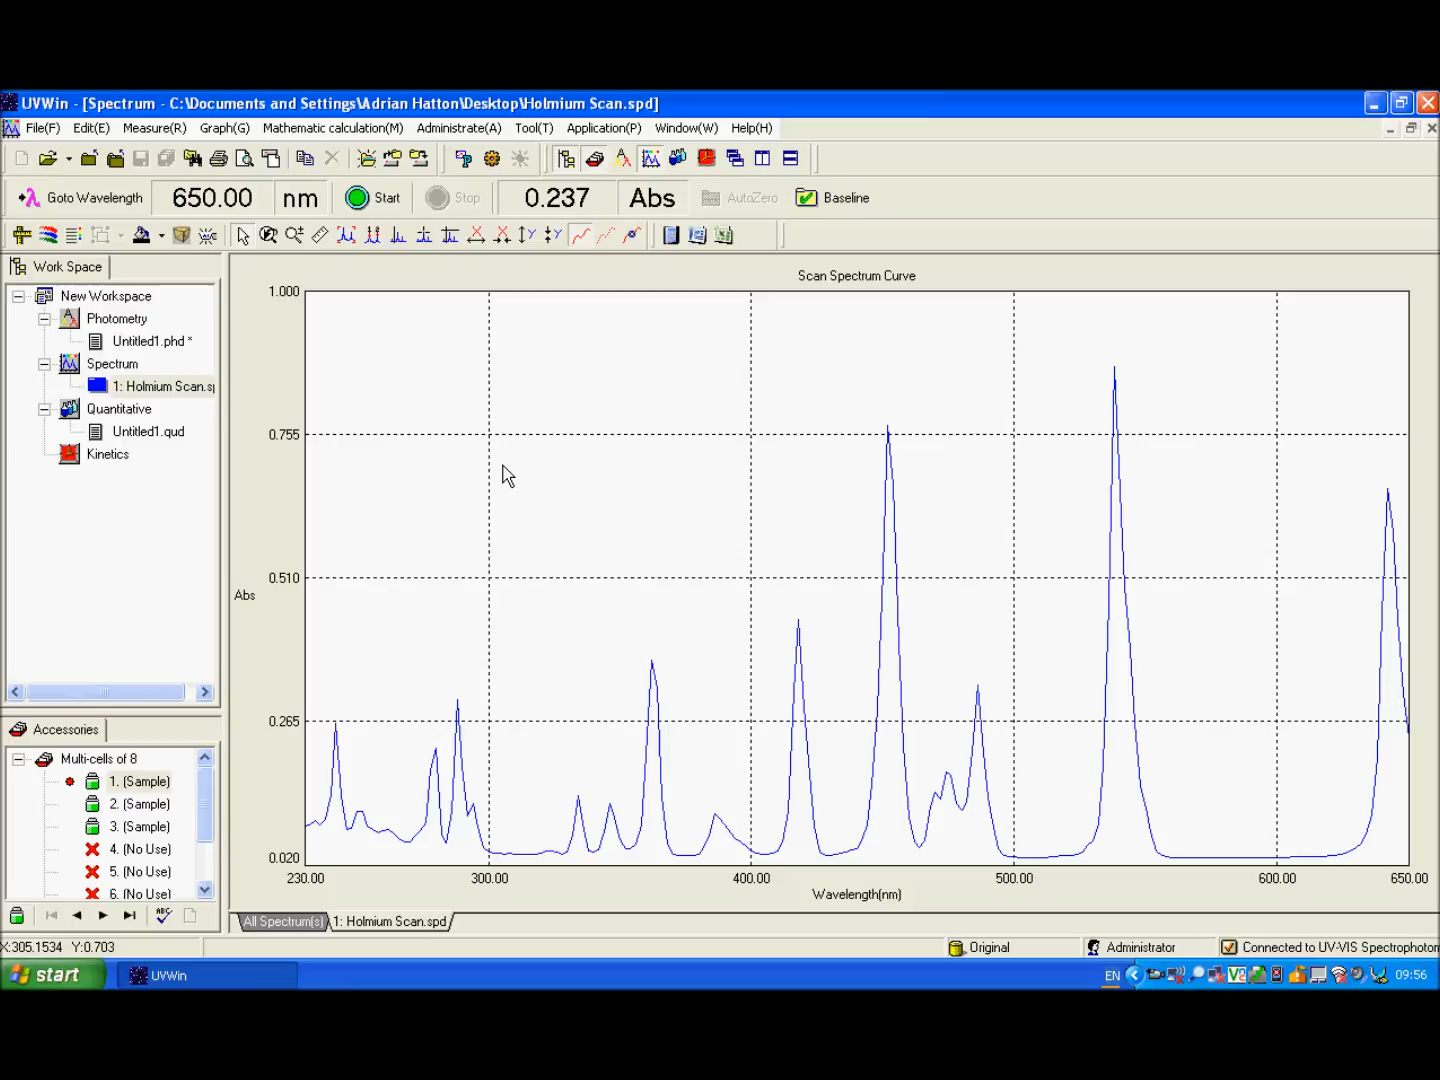 UVWin - [Spectrum - C:\Documents and Settings\Adrian Hatton\Desktop\Holmium Scan.spd]
File(F) Edit(E) Measure(R) Graph(G) Mathematic calculation(M) Administrate(A) Tool(T) Application(P) Window(W) Help(H)
Goto Wavelength 650.00 nm Start Stop 0.237 Abs AutoZero Baseline
Work Space
New Workspace
Photometry
Untitled1.phd *
Spectrum
1: Holmium Scan.sp
Quantitative
Untitled1.qud
Kinetics
Accessories
Multi-cells of 8
1. (Sample)
2. (Sample)
3. (Sample)
4. (No Use)
5. (No Use)
6. (No Use)
Scan Spectrum Curve
1.000
0.755
0.510
Abs
0.265
0.020
230.00 300.00 400.00 500.00 600.00 650.00
Wavelength(nm)
All Spectrum(s) 1: Holmium Scan.spd
X:305.1534 Y:0.703 Original Administrator Connected to UV-VIS Spectrophoton
start UVWin EN 09:56